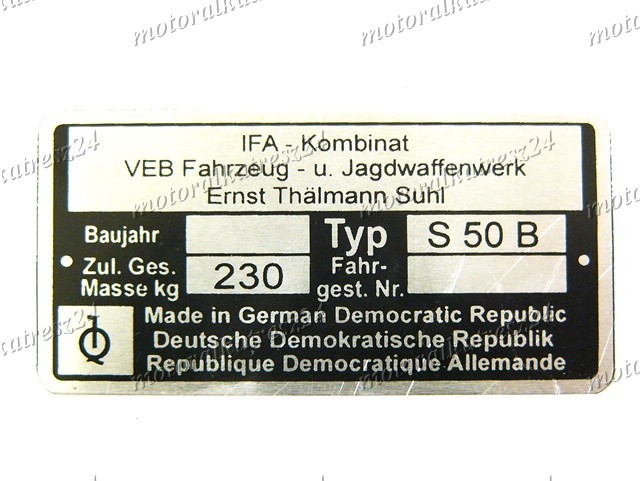 motoralkatresz24
IFA - Kombinat
VEB Fahrzeug - u. Jagdwaffenwerk
Ernst Thälmann Suhl
Baujahr
Typ S 50 B
Zul. Ges. Masse kg 230
Fahr-
gest. Nr.
Made in German Democratic Republic
Deutsche Demokratische Republik
Republique Democratique Allemande